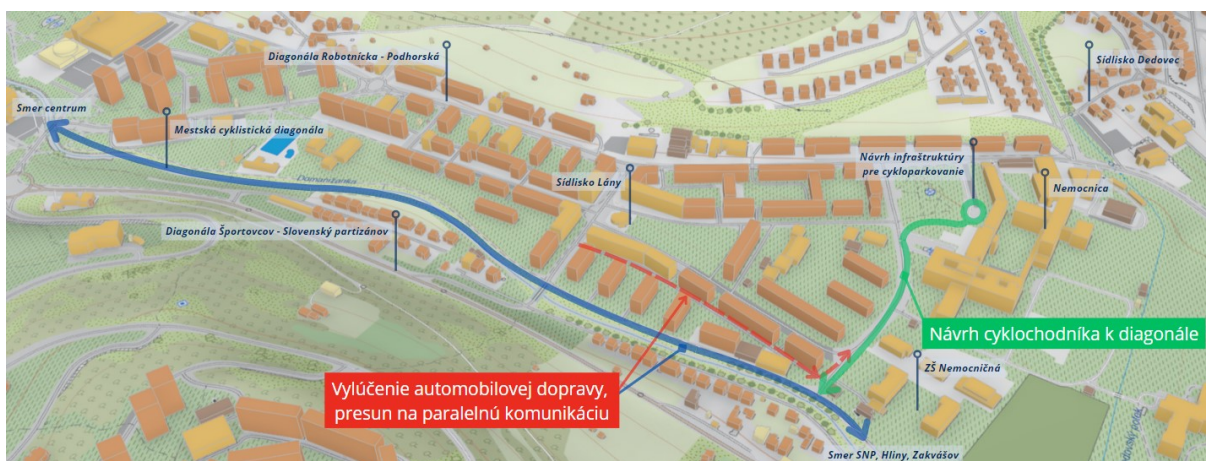 Diagonála Robotnícka - Podhorská
Sídlisko Dedovec
Smer centrum
Mestská cyklistická diagonála
Domanižanka
Návrh infraštruktúry
pre cykloparkovanie
Sídlisko Lány
Nemocnica
Diagonála Športovcov - Slovenský partizánov
Návrh cyklochodníka k diagonále
Vylúčenie automobilovej dopravy,
presun na paralelnú komunikáciu
ZŠ Nemocničná
Smer SNP, Hliny, Zakvášov